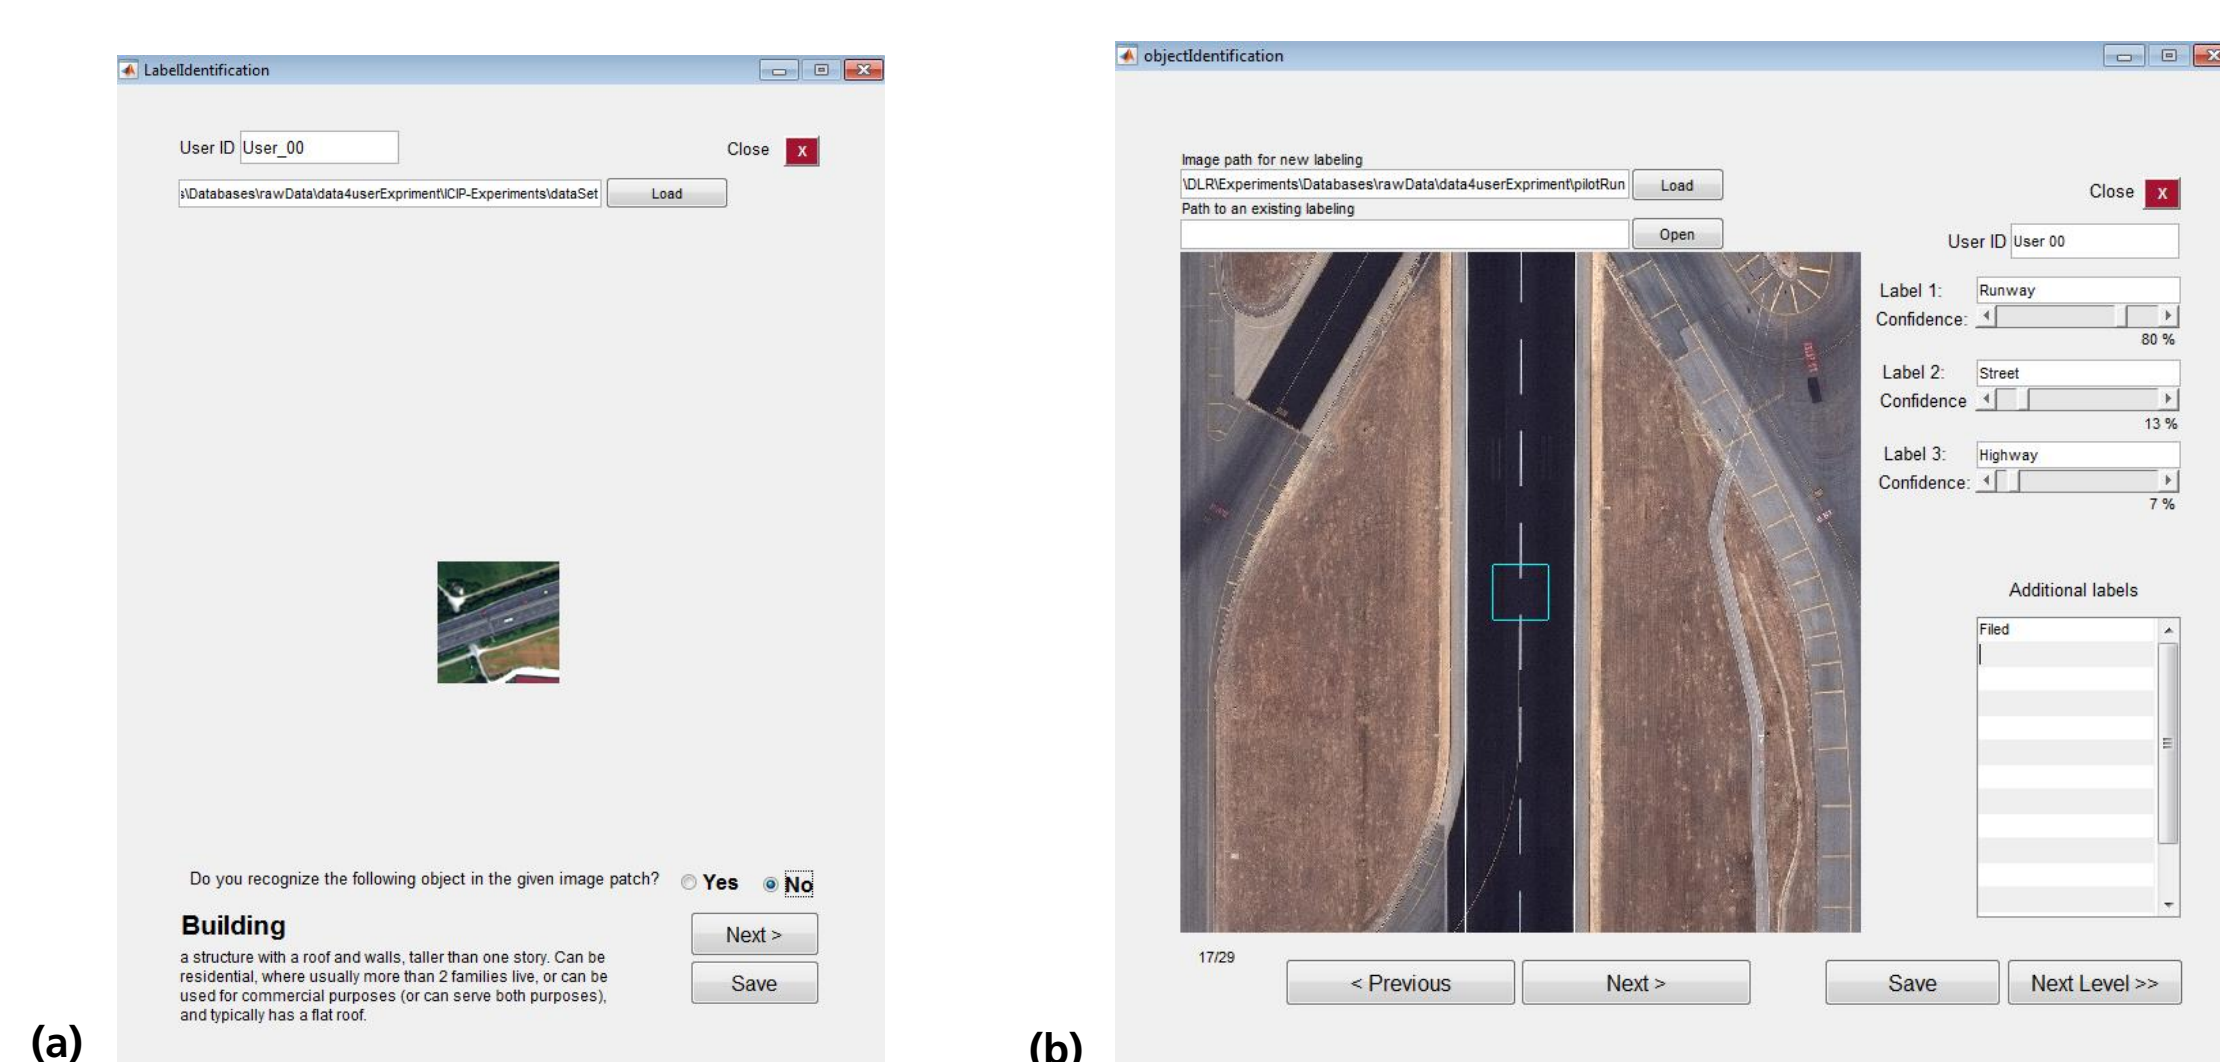 LabelIdentification
User ID User_00
Close X
s\Databases\rawData\data4userExpriment\ICIP-Experiments\dataSet Load
Do you recognize the following object in the given image patch? Yes No
Building
a structure with a roof and walls, taller than one story. Can be
residential, where usually more than 2 families live, or can be
used for commercial purposes (or can serve both purposes),
and typically has a flat roof.
Next >
Save
(a)
objectIdentification
Image path for new labeling
\DLR\Experiments\Databases\rawData\data4userExpriment\pilotRun Load
Path to an existing labeling
Open
Close X
User ID User 00
Label 1: Runway
Confidence:
80 %
Label 2: Street
Confidence
13 %
Label 3: Highway
Confidence:
7 %
Additional labels
Filed
17/29
< Previous Next > Save Next Level >>
(b)